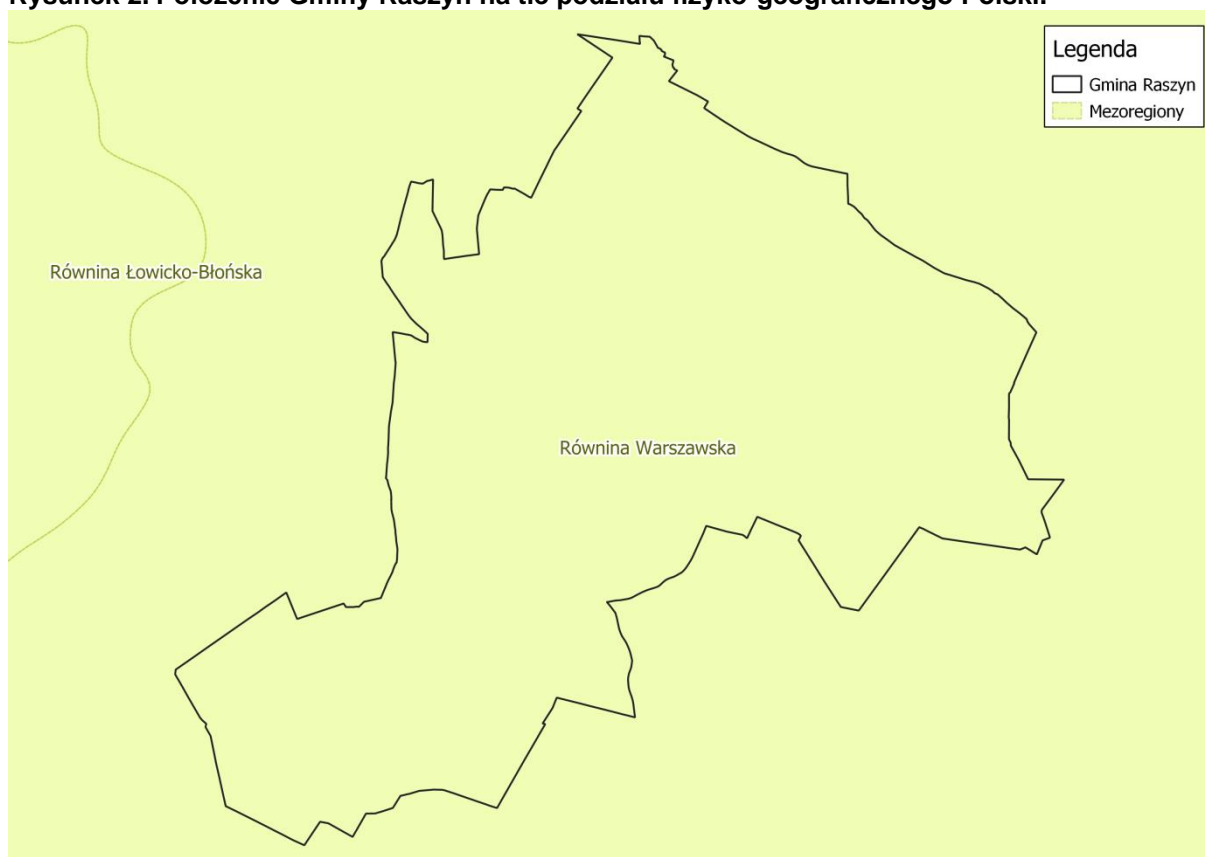 Rysunek 2. Położenie Gminy Raszyn na tle podziału fizyko-geograficznego Polski.
Legenda
Gmina Raszyn
Mezoregiony
Równina Łowicko-Błońska
Równina Warszawska